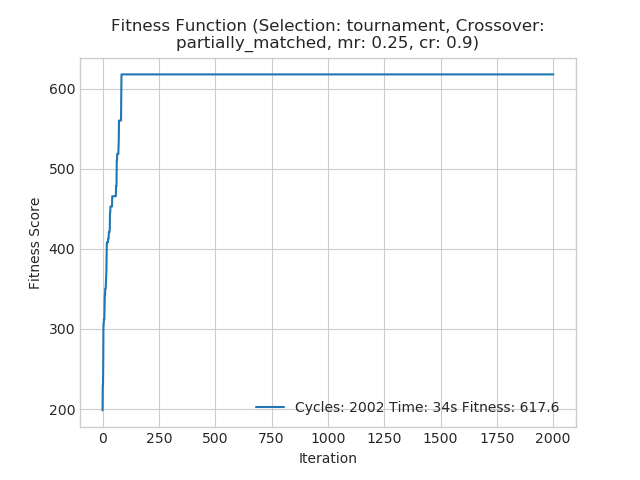 Fitness Function (Selection: tournament, Crossover:
partially_matched, mr: 0.25, cr: 0.9)
Fitness Score
600
500
400
300
200
Cycles: 2002 Time: 34s Fitness: 617.6
0 250 500 750 1000 1250 1500 1750 2000
Iteration